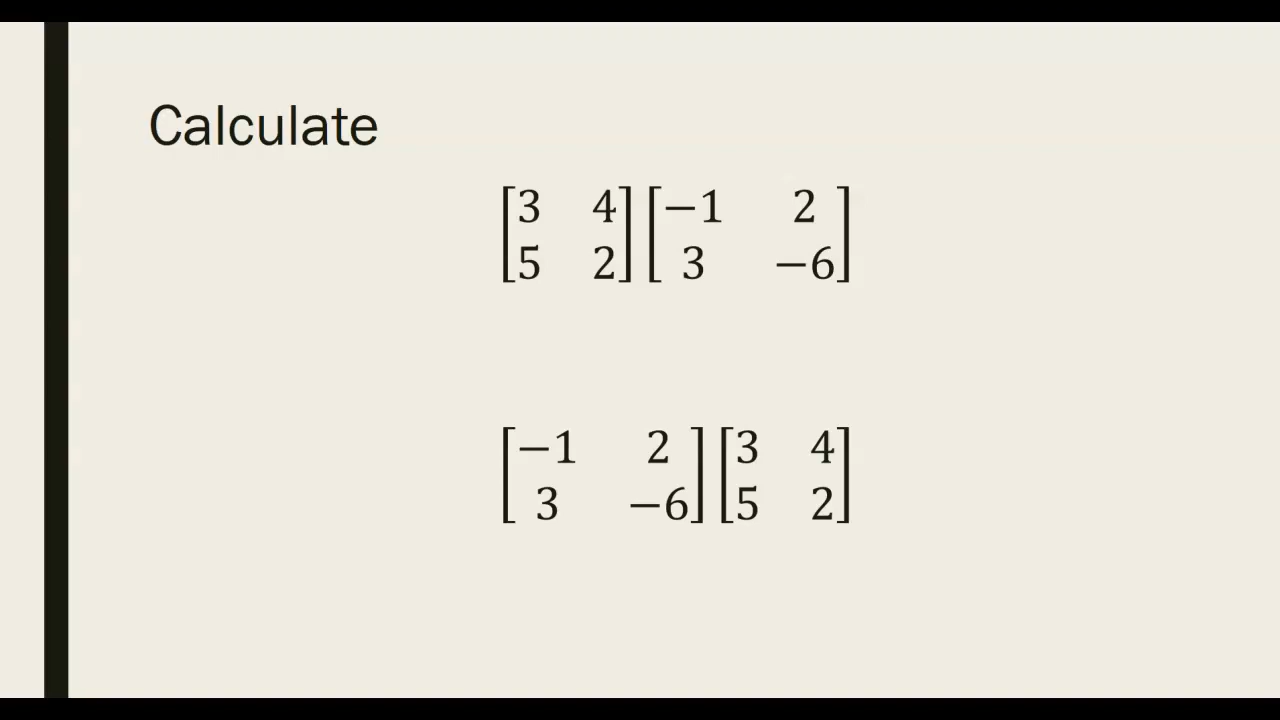 Calculate
[3 4] [−1 2]
[5 2] [3 −6]
[−1 2] [3 4]
[3 −6] [5 2]